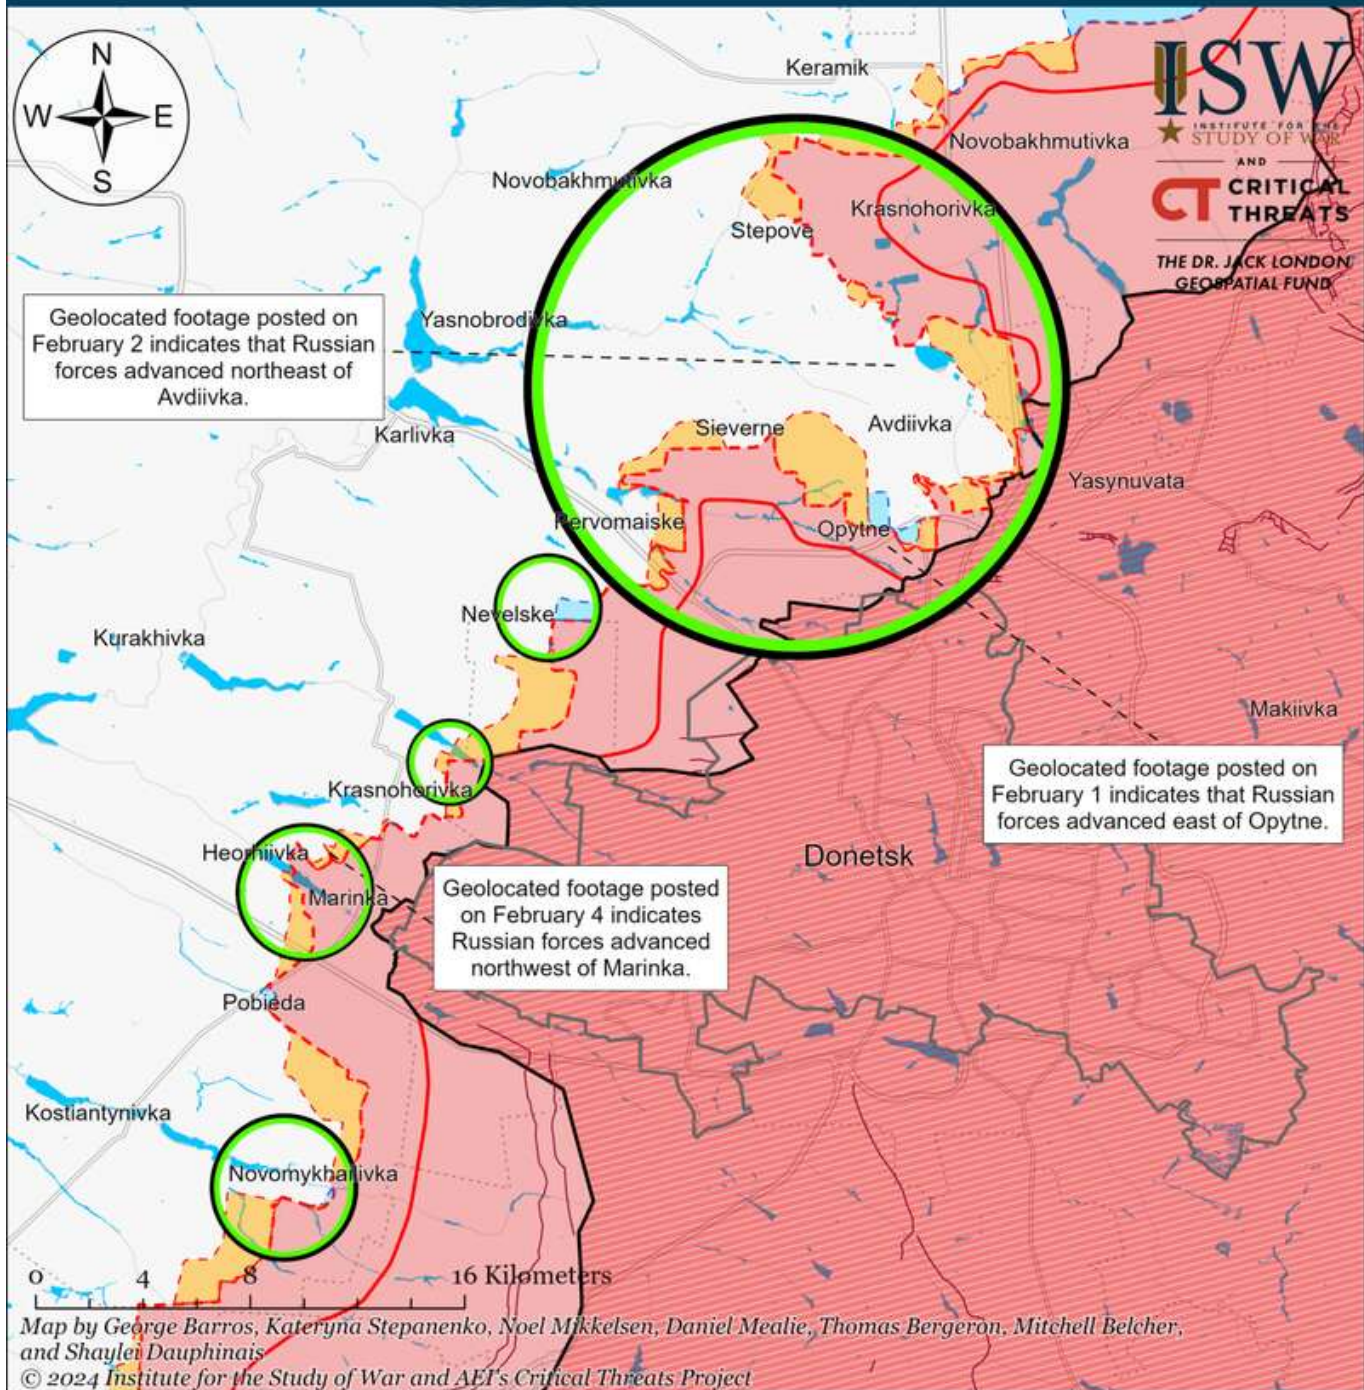 N
W
E
S
Keramik
ISW
INSTITUTE FOR THE
STUDY OF WAR
AND
CT CRITICAL
THREATS
THE DR. JACK LONDON
GEOSPATIAL FUND
Novobakhmutivka
Novobakhmutivka
Krasnohorivka
Stepove
Geolocated footage posted on
February 2 indicates that Russian
forces advanced northeast of
Avdiivka.
Yasnobrodivka
Karlivka
Sieverne
Avdiivka
Yasynuvata
Pervomaiske
Opytne
Nevelske
Kurakhivka
Makiivka
Geolocated footage posted on
February 1 indicates that Russian
forces advanced east of Opytne.
Krasnohorivka
Heorhiivka
Donetsk
Marinka
Geolocated footage posted
on February 4 indicates
Russian forces advanced
northwest of Marinka.
Pobieda
Kostiantynivka
Novomykhailivka
0 4 8 16 Kilometers
Map by George Barros, Kateryna Stepanenko, Noel Mikkelsen, Daniel Mealie, Thomas Bergeron, Mitchell Belcher,
and Shaylei Dauphinais
© 2024 Institute for the Study of War and AEI's Critical Threats Project